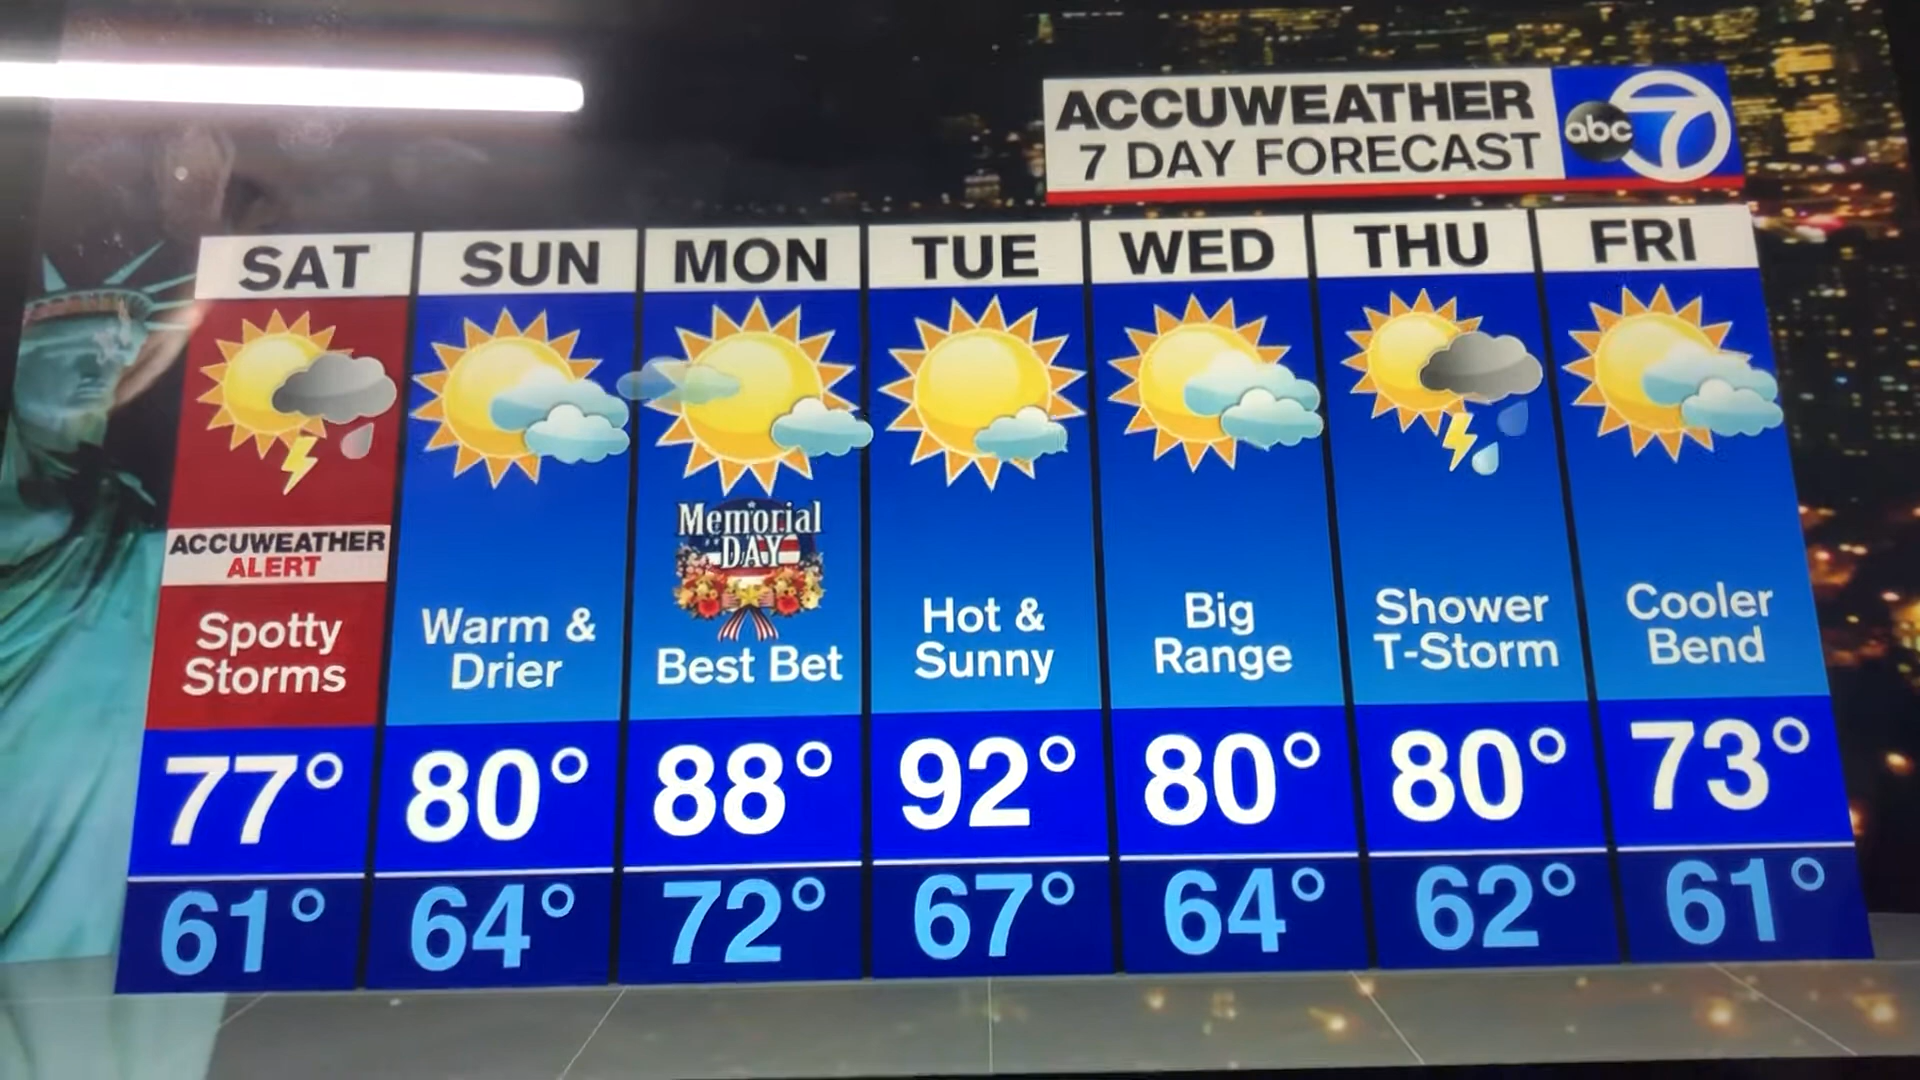 ACCUWEATHER
7 DAY FORECAST
abc 7
SAT
SUN
MON
TUE
WED
THU
FRI
ACCUWEATHER
ALERT
Spotty
Storms
Warm &
Drier
Memorial
DAY
Best Bet
Hot &
Sunny
Big
Range
Shower
T-Storm
Cooler
Bend
77°
80°
88°
92°
80°
80°
73°
61°
64°
72°
67°
64°
62°
61°